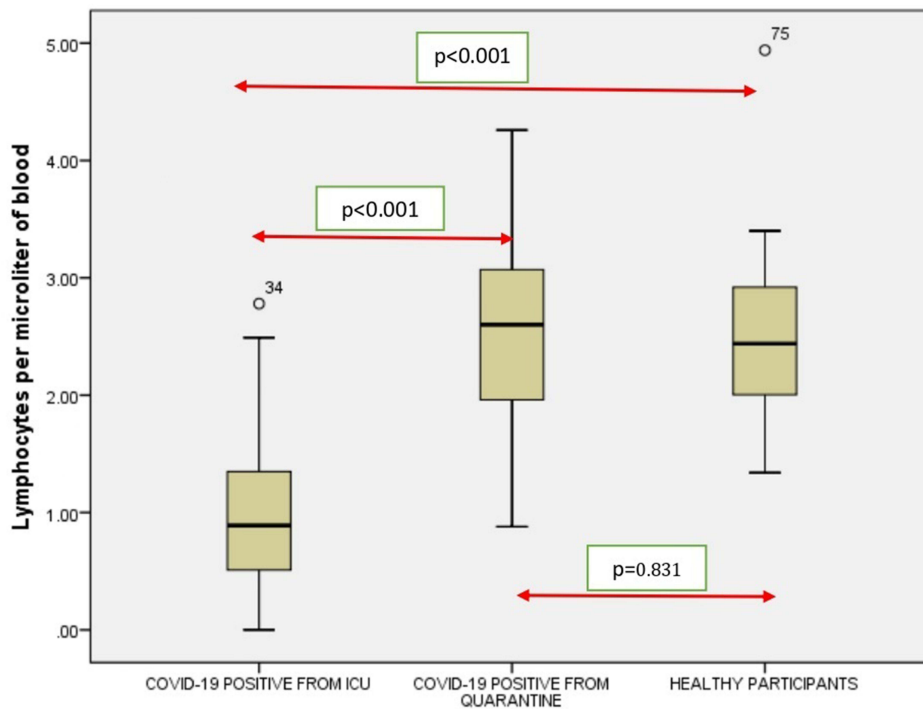 Lymphocytes per microliter of blood
5.00
4.00
3.00
2.00
1.00
.00
75
p<0.001
p<0.001
34
p=0.831
COVID-19 POSITIVE FROM ICU
COVID-19 POSITIVE FROM
QUARANTINE
HEALTHY PARTICIPANTS